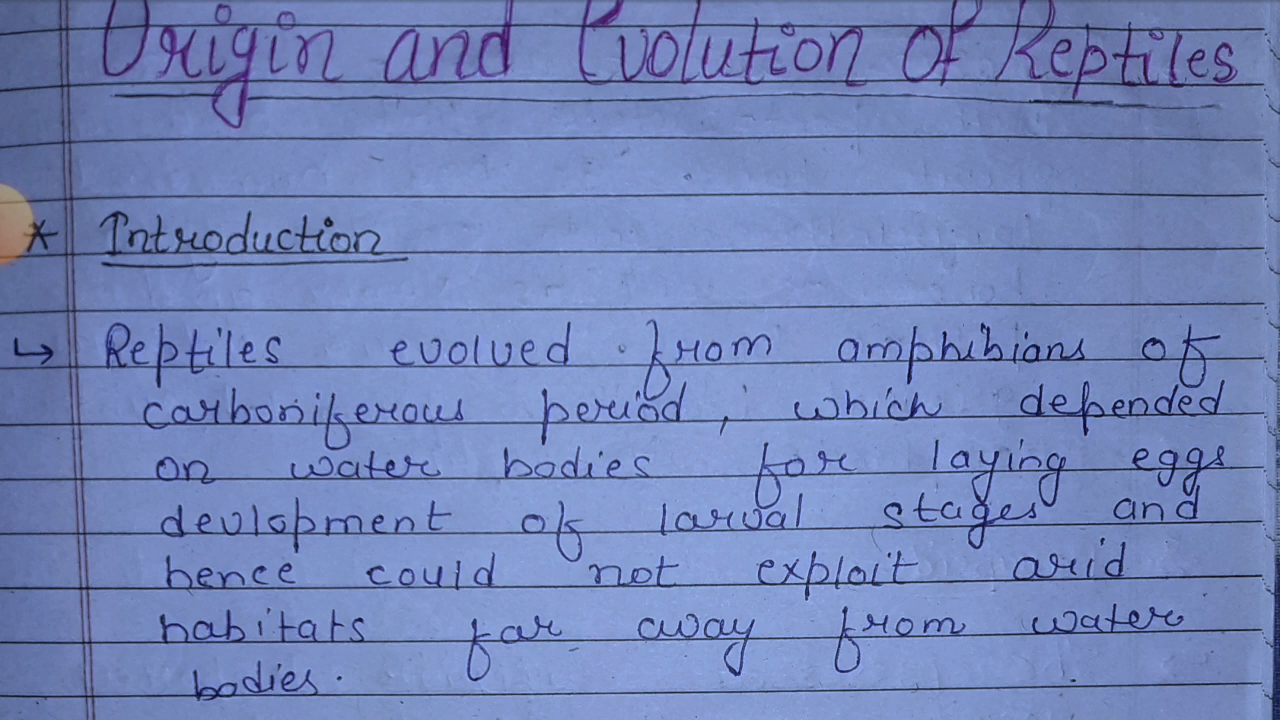 Origin and Evolution of Reptiles
* Introduction
↳ Reptiles evolved from amphibians of
carboniferous period, which depended
on water bodies for laying eggs
devlopment of larval stages and
hence could not exploit arid
habitats far away from water
bodies.